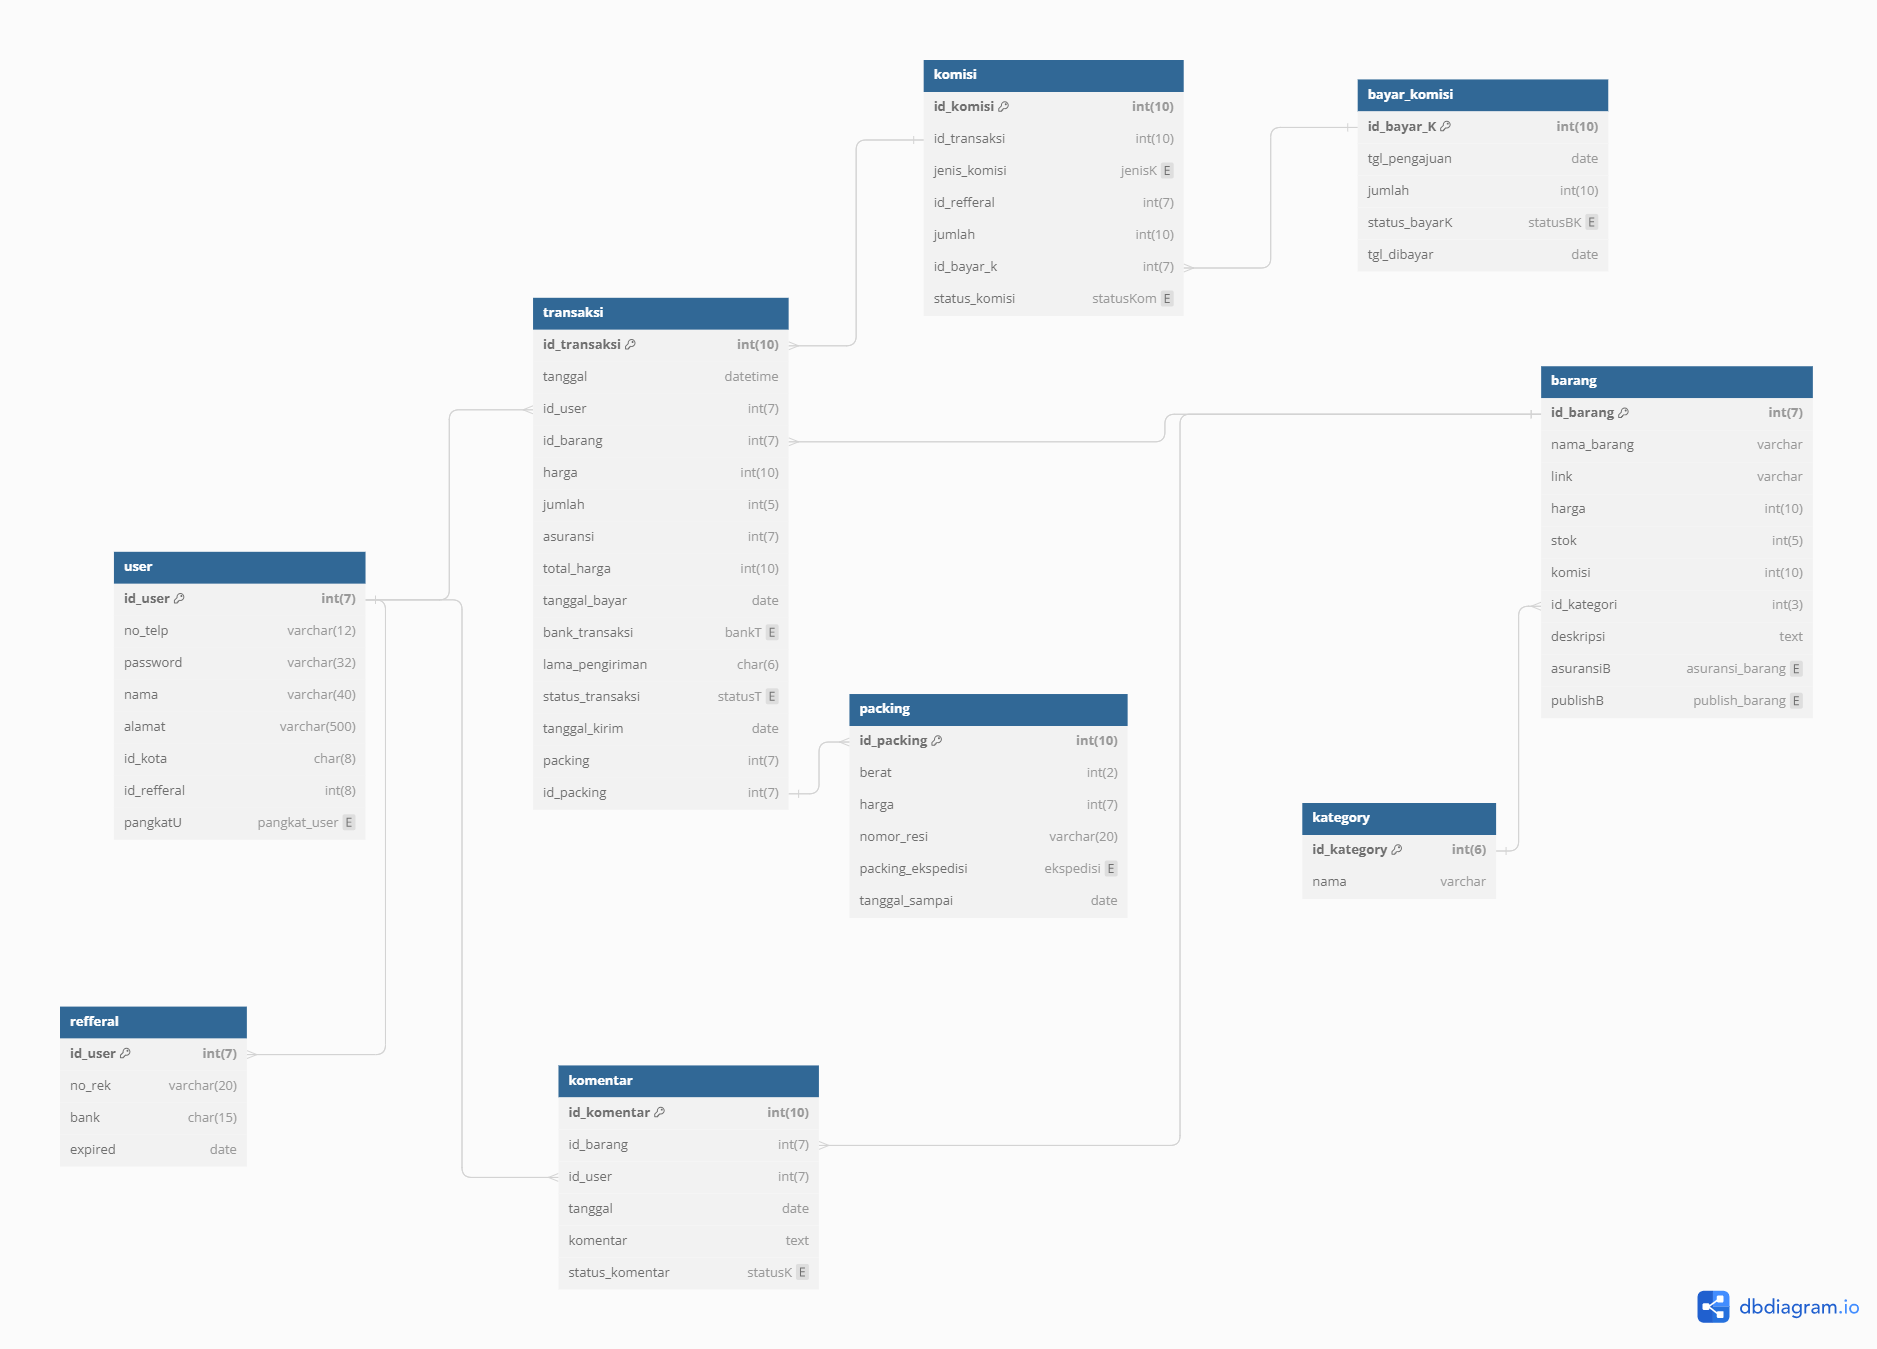 komisi
id_komisi int(10)
id_transaksi int(10)
jenis_komisi jenisK E
id_refferal int(7)
jumlah int(10)
id_bayar_k int(7)
status_komisi statusKom E
bayar_komisi
id_bayar_K int(10)
tgl_pengajuan date
jumlah int(10)
status_bayarK statusBK E
tgl_dibayar date
transaksi
id_transaksi int(10)
tanggal datetime
id_user int(7)
id_barang int(7)
harga int(10)
jumlah int(5)
asuransi int(7)
total_harga int(10)
tanggal_bayar date
bank_transaksi bankT E
lama_pengiriman char(6)
status_transaksi statusT E
tanggal_kirim date
packing int(7)
id_packing int(7)
barang
id_barang int(7)
nama_barang varchar
link varchar
harga int(10)
stok int(5)
komisi int(10)
id_kategori int(3)
deskripsi text
asuransiB asuransi_barang E
publishB publish_barang E
user
id_user int(7)
no_telp varchar(12)
password varchar(32)
nama varchar(40)
alamat varchar(500)
id_kota char(8)
id_refferal int(8)
pangkatU pangkat_user E
packing
id_packing int(10)
berat int(2)
harga int(7)
nomor_resi varchar(20)
packing_ekspedisi ekspedisi E
tanggal_sampai date
kategory
id_kategory int(6)
nama varchar
refferal
id_user int(7)
no_rek varchar(20)
bank char(15)
expired date
komentar
id_komentar int(10)
id_barang int(7)
id_user int(7)
tanggal date
komentar text
status_komentar statusK E
dbdiagram.io